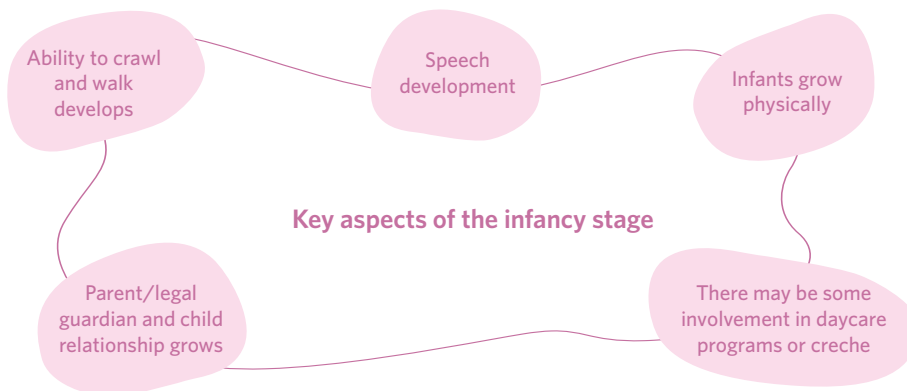 Ability to crawl
and walk
develops
Speech
development
Infants grow
physically
Key aspects of the infancy stage
Parent/legal
guardian and child
relationship grows
There may be some
involvement in daycare
programs or creche